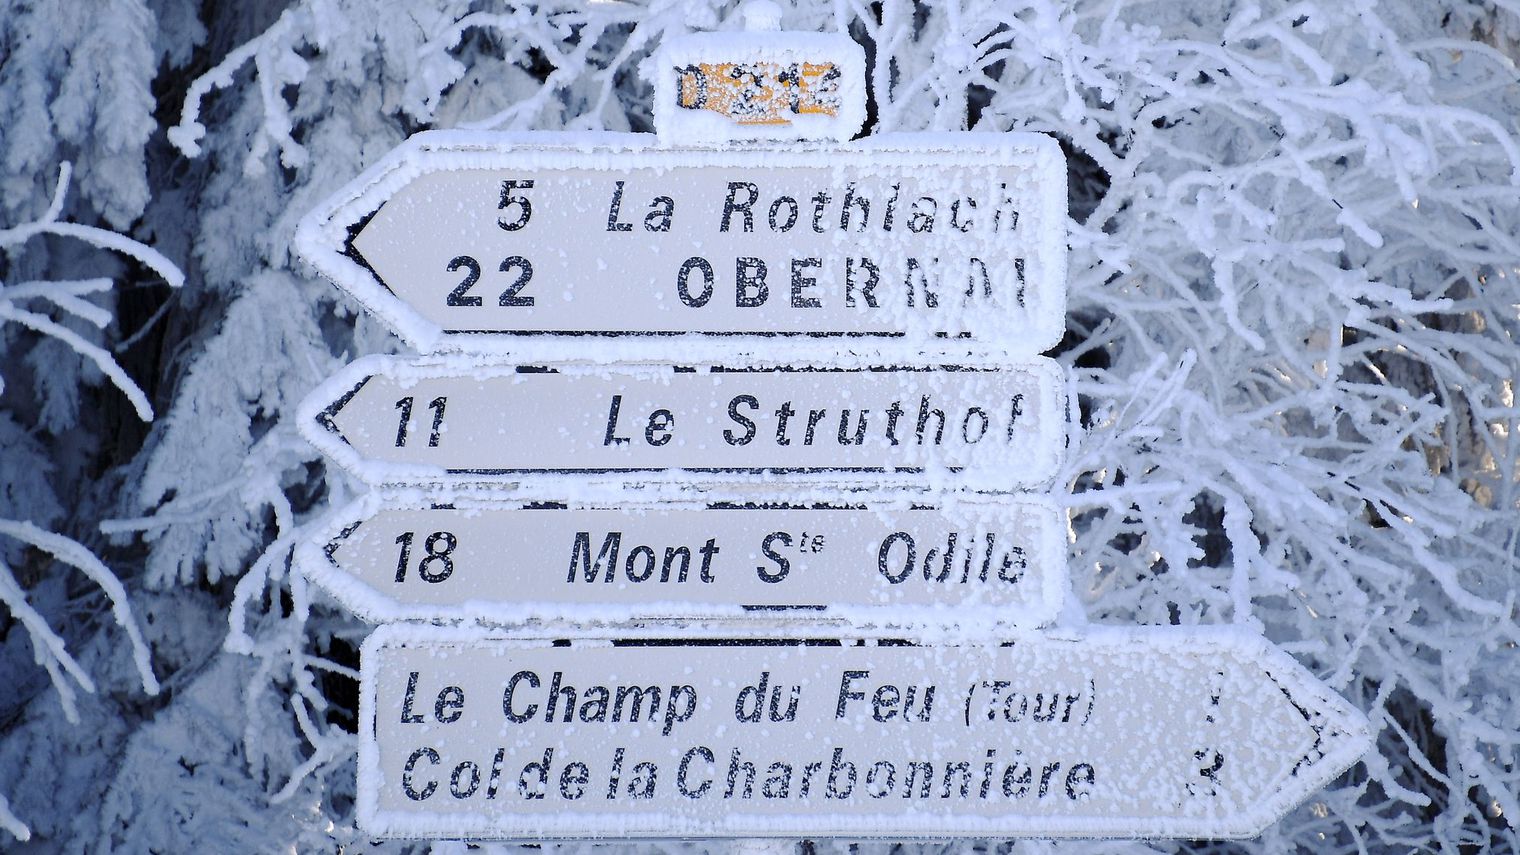 5 La Rothlach
22 OBERNAI
11 Le Struthof
18 Mont Ste Odile
Le Champ du Feu (Tour) 1
Col de la Charbonnière